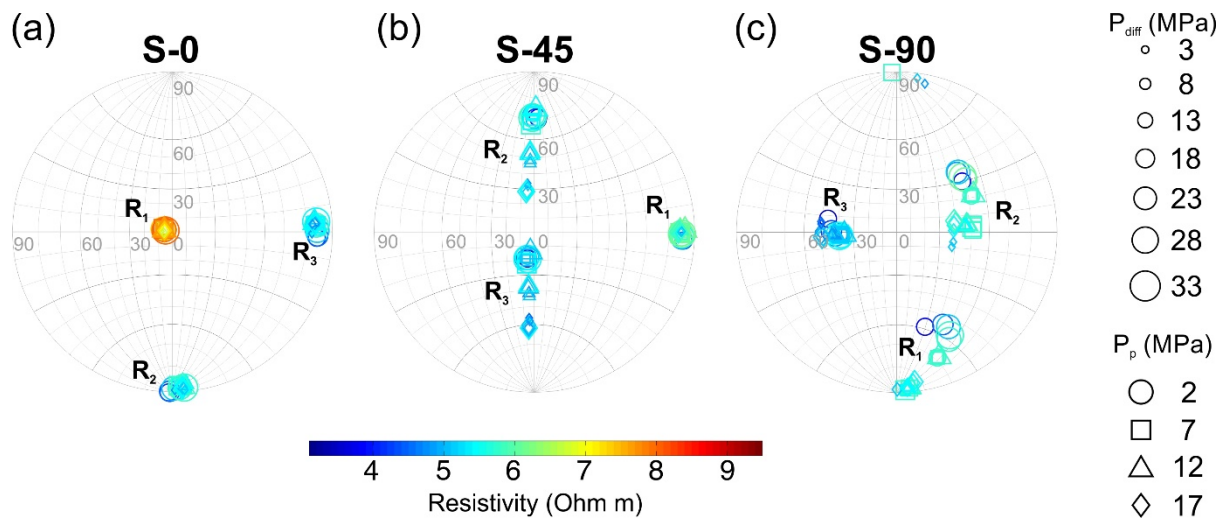 (a)
S-0
90
60
30
R1
90 60 30 0
R3
R2
(b)
S-45
90
60
R2
30
R1
90 60 30 0
R3
(c)
S-90
90
60
30
R3
R2
90 60 30 0
R1
4 5 6 7 8 9
Resistivity (Ohm m)
Pdiff (MPa)
3
8
13
18
23
28
33
Pp (MPa)
2
7
12
17